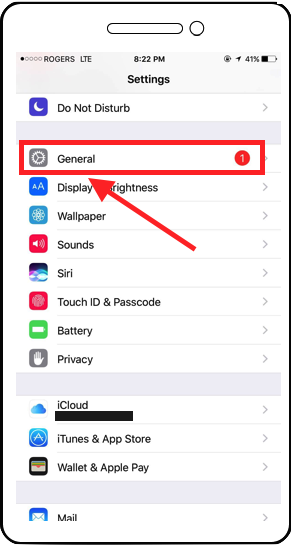 ROGERS LTE 8:22 PM 41%
Settings
Do Not Disturb
General 1
Display Brightness
Wallpaper
Sounds
Siri
Touch ID & Passcode
Battery
Privacy
iCloud
iTunes & App Store
Wallet & Apple Pay
Mail